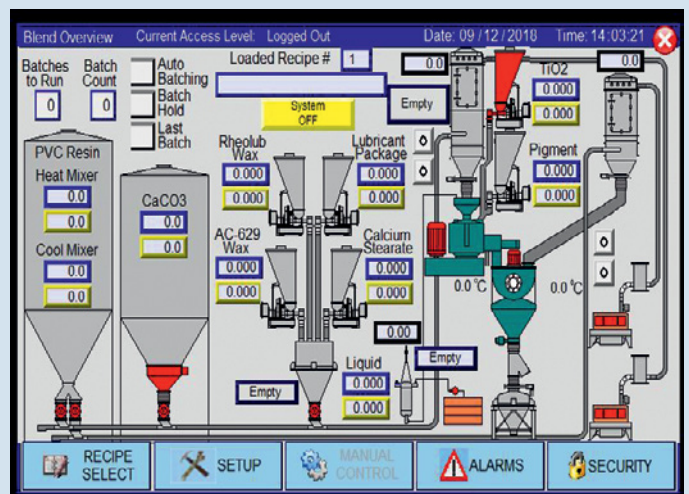 Blend Overview Current Access Level: Logged Out Date: 09/12/2018 Time: 14:03:21
Batches to Run
0
Batch Count
0
Auto Batching
Batch Hold
Last Batch
Loaded Recipe # 1
System OFF
Empty
0.0
0.0
TiO2
0.000
0.000
PVC Resin
Heat Mixer
0.0
0.0
Cool Mixer
0.0
0.0
CaCO3
0.0
0.0
Rheolub Wax
0.000
0.000
Lubricant Package
0.000
0.000
0
0
Pigment
0.000
0.000
AC-629 Wax
0.000
0.000
Calcium Stearate
0.000
0.000
0.0 °C
0.0 °C
0
0
0.00
Empty
Empty
Liquid
0.000
0.000
RECIPE SELECT
SETUP
MANUAL CONTROL
ALARMS
SECURITY